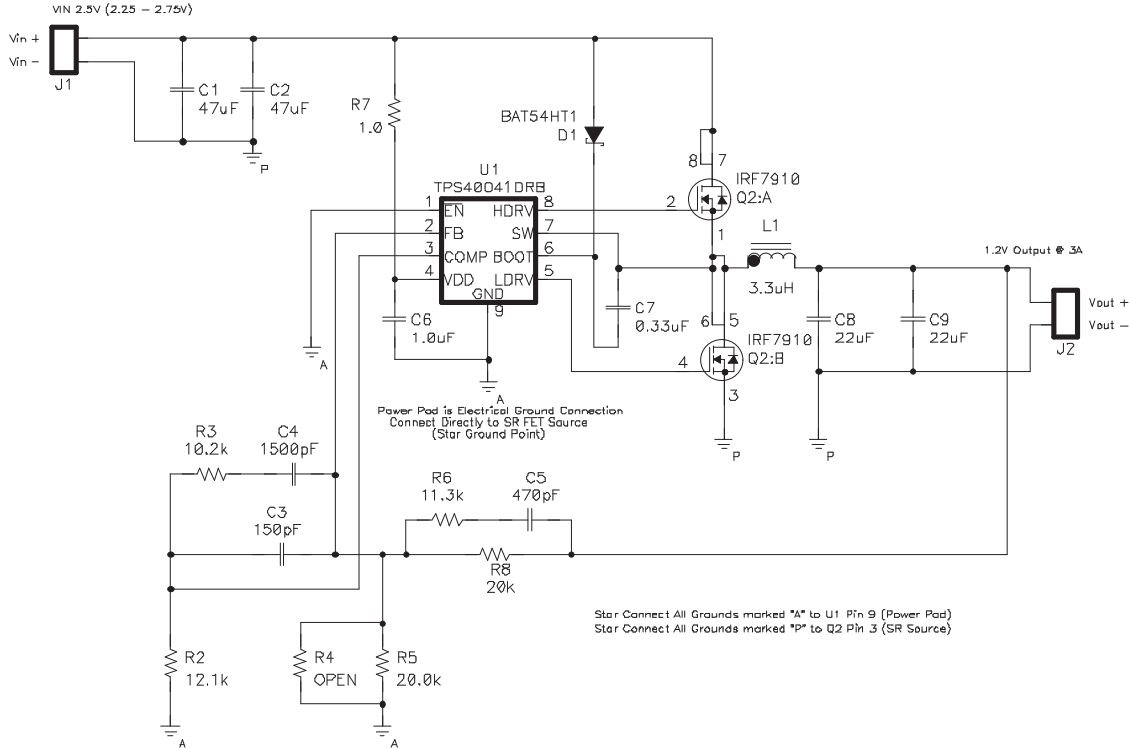 VIN 2.5V (2.25 – 2.75V)
Vin +
Vin –
J1
C1
47uF
C2
47uF
P
R7
1.0
BAT54HT1
D1
U1
TPS40041DRB
1
EN
HDRV
8
2
FB
SW
7
3
COMP
BOOT
6
4
VDD
LDRV
5
GND
9
8
7
IRF7910
Q2:A
2
1
L1
3.3uH
1.2V Output @ 3A
C6
1.0uF
A
A
C7
0.33uF
6
5
IRF7910
Q2:B
4
3
P
C8
22uF
C9
22uF
P
Vout +
Vout –
J2
Power Pad is Electrical Ground Connection
Connect Directly to SR FET Source
(Star Ground Point)
R3
10.2k
C4
1500pF
C3
150pF
R6
11.3k
C5
470pF
R8
20k
Star Connect All Grounds marked "A" to U1 Pin 9 (Power Pad)
Star Connect All Grounds marked "P" to Q2 Pin 3 (SR Source)
R2
12.1k
A
R4
OPEN
R5
20.0k
A